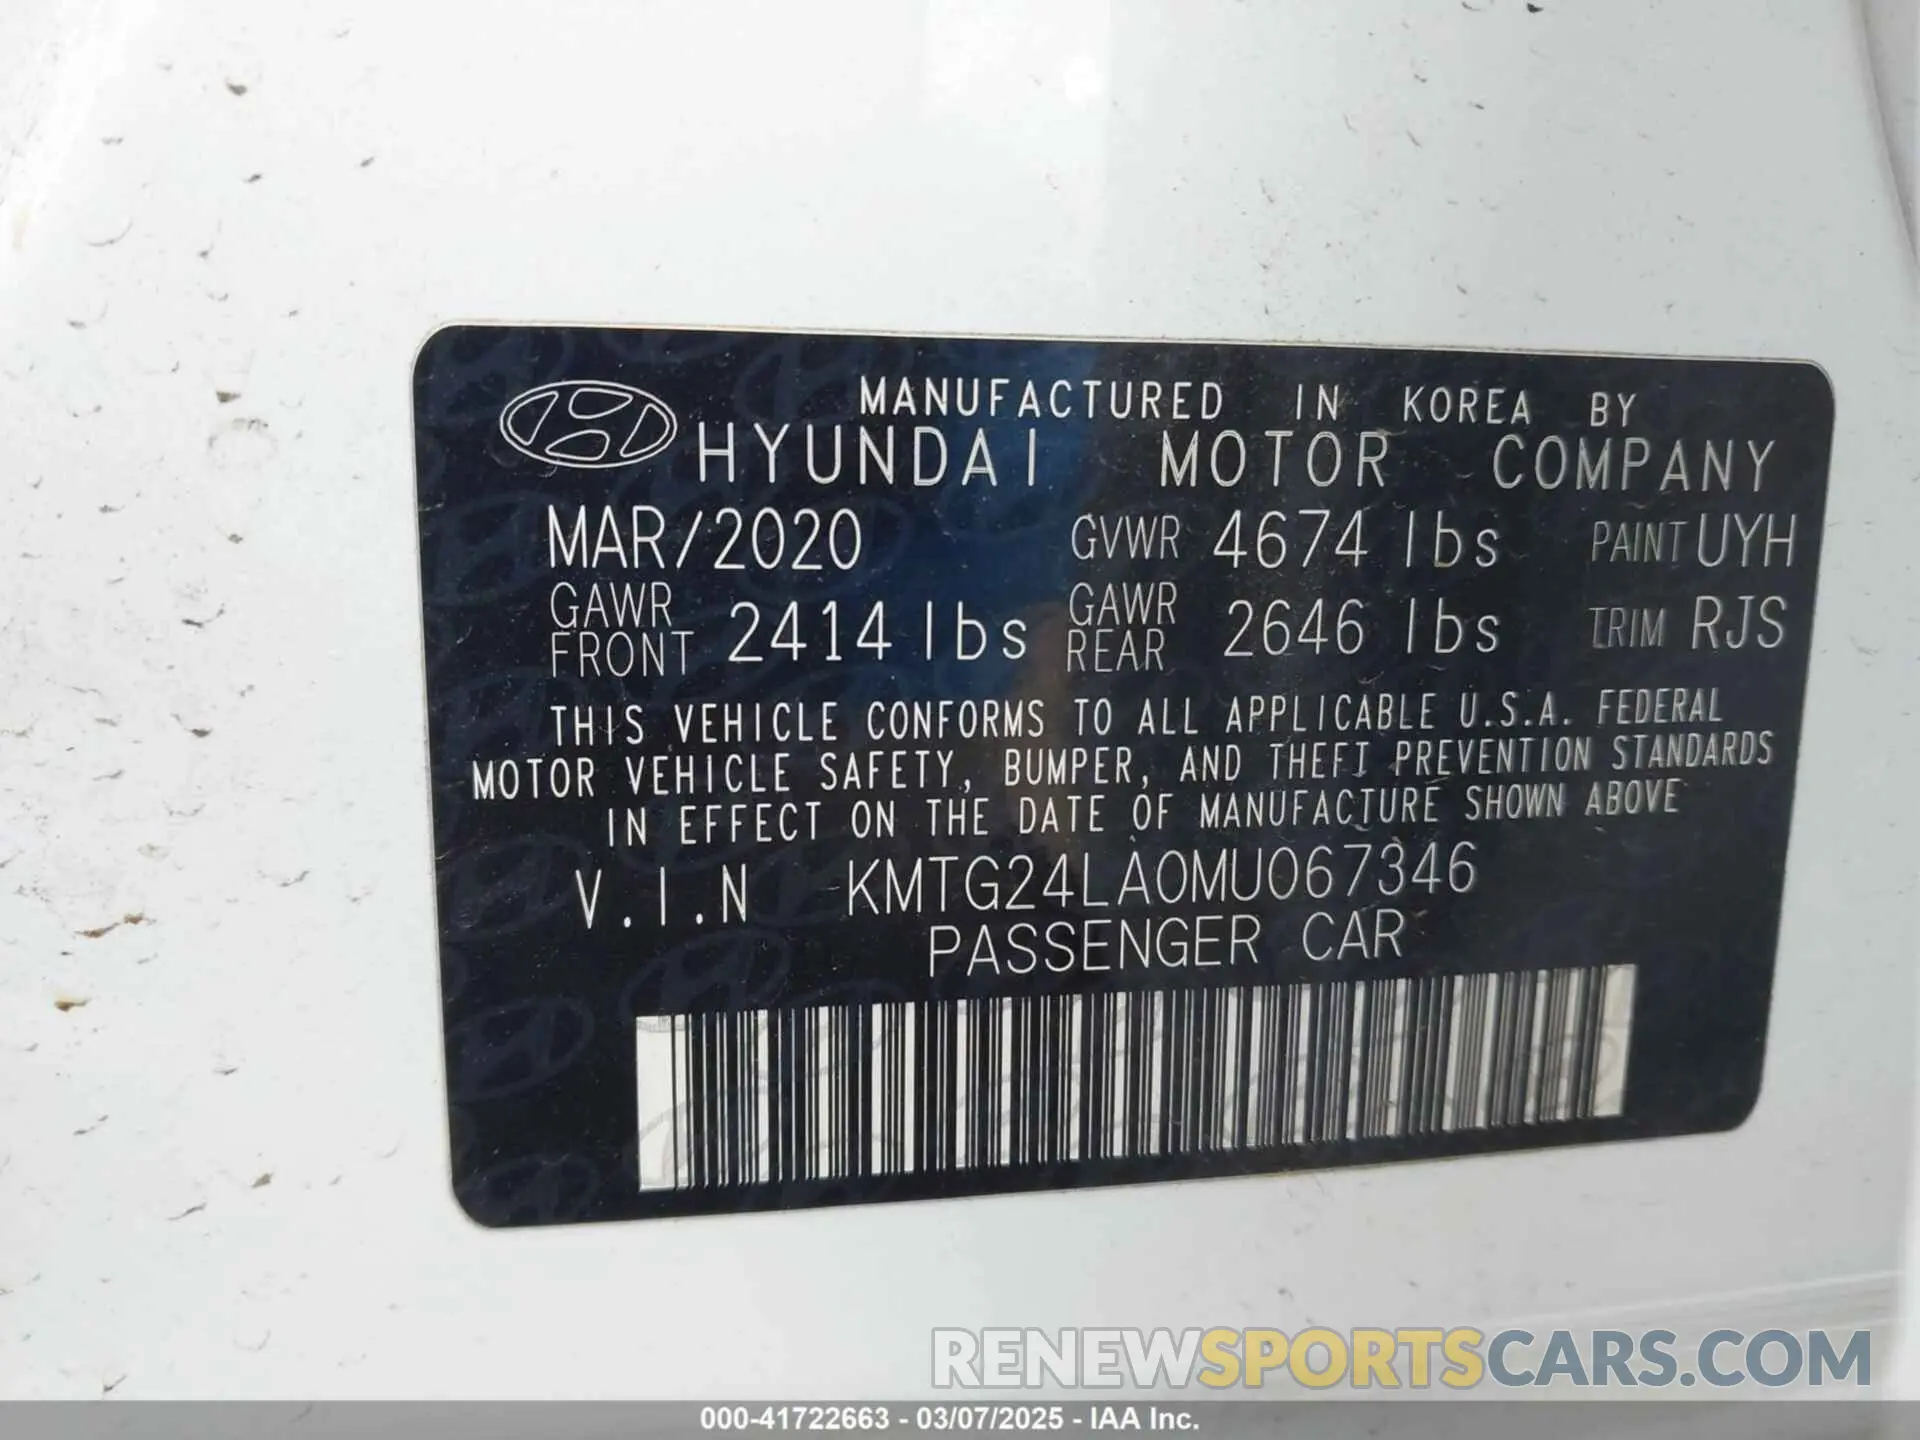 MANUFACTURED IN KOREA BY
HYUNDAI MOTOR COMPANY
MAR/2020 GVWR 4674 lbs PAINT UYH
GAWR FRONT 2414 lbs GAWR REAR 2646 lbs TRIM RJS
THIS VEHICLE CONFORMS TO ALL APPLICABLE U.S.A. FEDERAL
MOTOR VEHICLE SAFETY, BUMPER, AND THEFT PREVENTION STANDARDS
IN EFFECT ON THE DATE OF MANUFACTURE SHOWN ABOVE
V.I.N KMTG24LA0MU067346
PASSENGER CAR
RENEWSPORTSCARS.COM
000-41722663 - 03/07/2025 - IAA Inc.